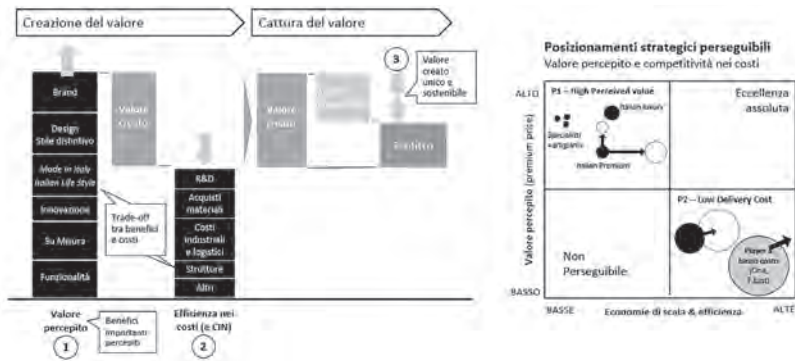 Creazione del valore
Cattura del valore
Brand
Design
Stile distintivo
Made in Italy
Italian Life Style
Innovazione
Su Misura
Funzionalità
Valore
creato
Trade-off
tra benefici
e costi
R&D
Acquisti
materiali
Costi
industriali
e logistici
Strutture
Altri
Valore
percepito
1
Benefici
importanti
percepiti
Efficienza nei
costi (e CIN)
2
Valore
3
Valore
creato
unico e
sostenibile
Posizionamenti strategici perseguibili
Valore percepito e competitività nei costi
Valore percepito (premium price)
ALTO
BASSO
P1 – High Perceived Value
Italian luxury
Specialisti
artigianis
Italian Premium
Eccellenza
assoluta
Non
Perseguibile
P2 – Low Delivery Cost
Player a
basso costo
BASSE
Economie di scala & efficienza
ALTE